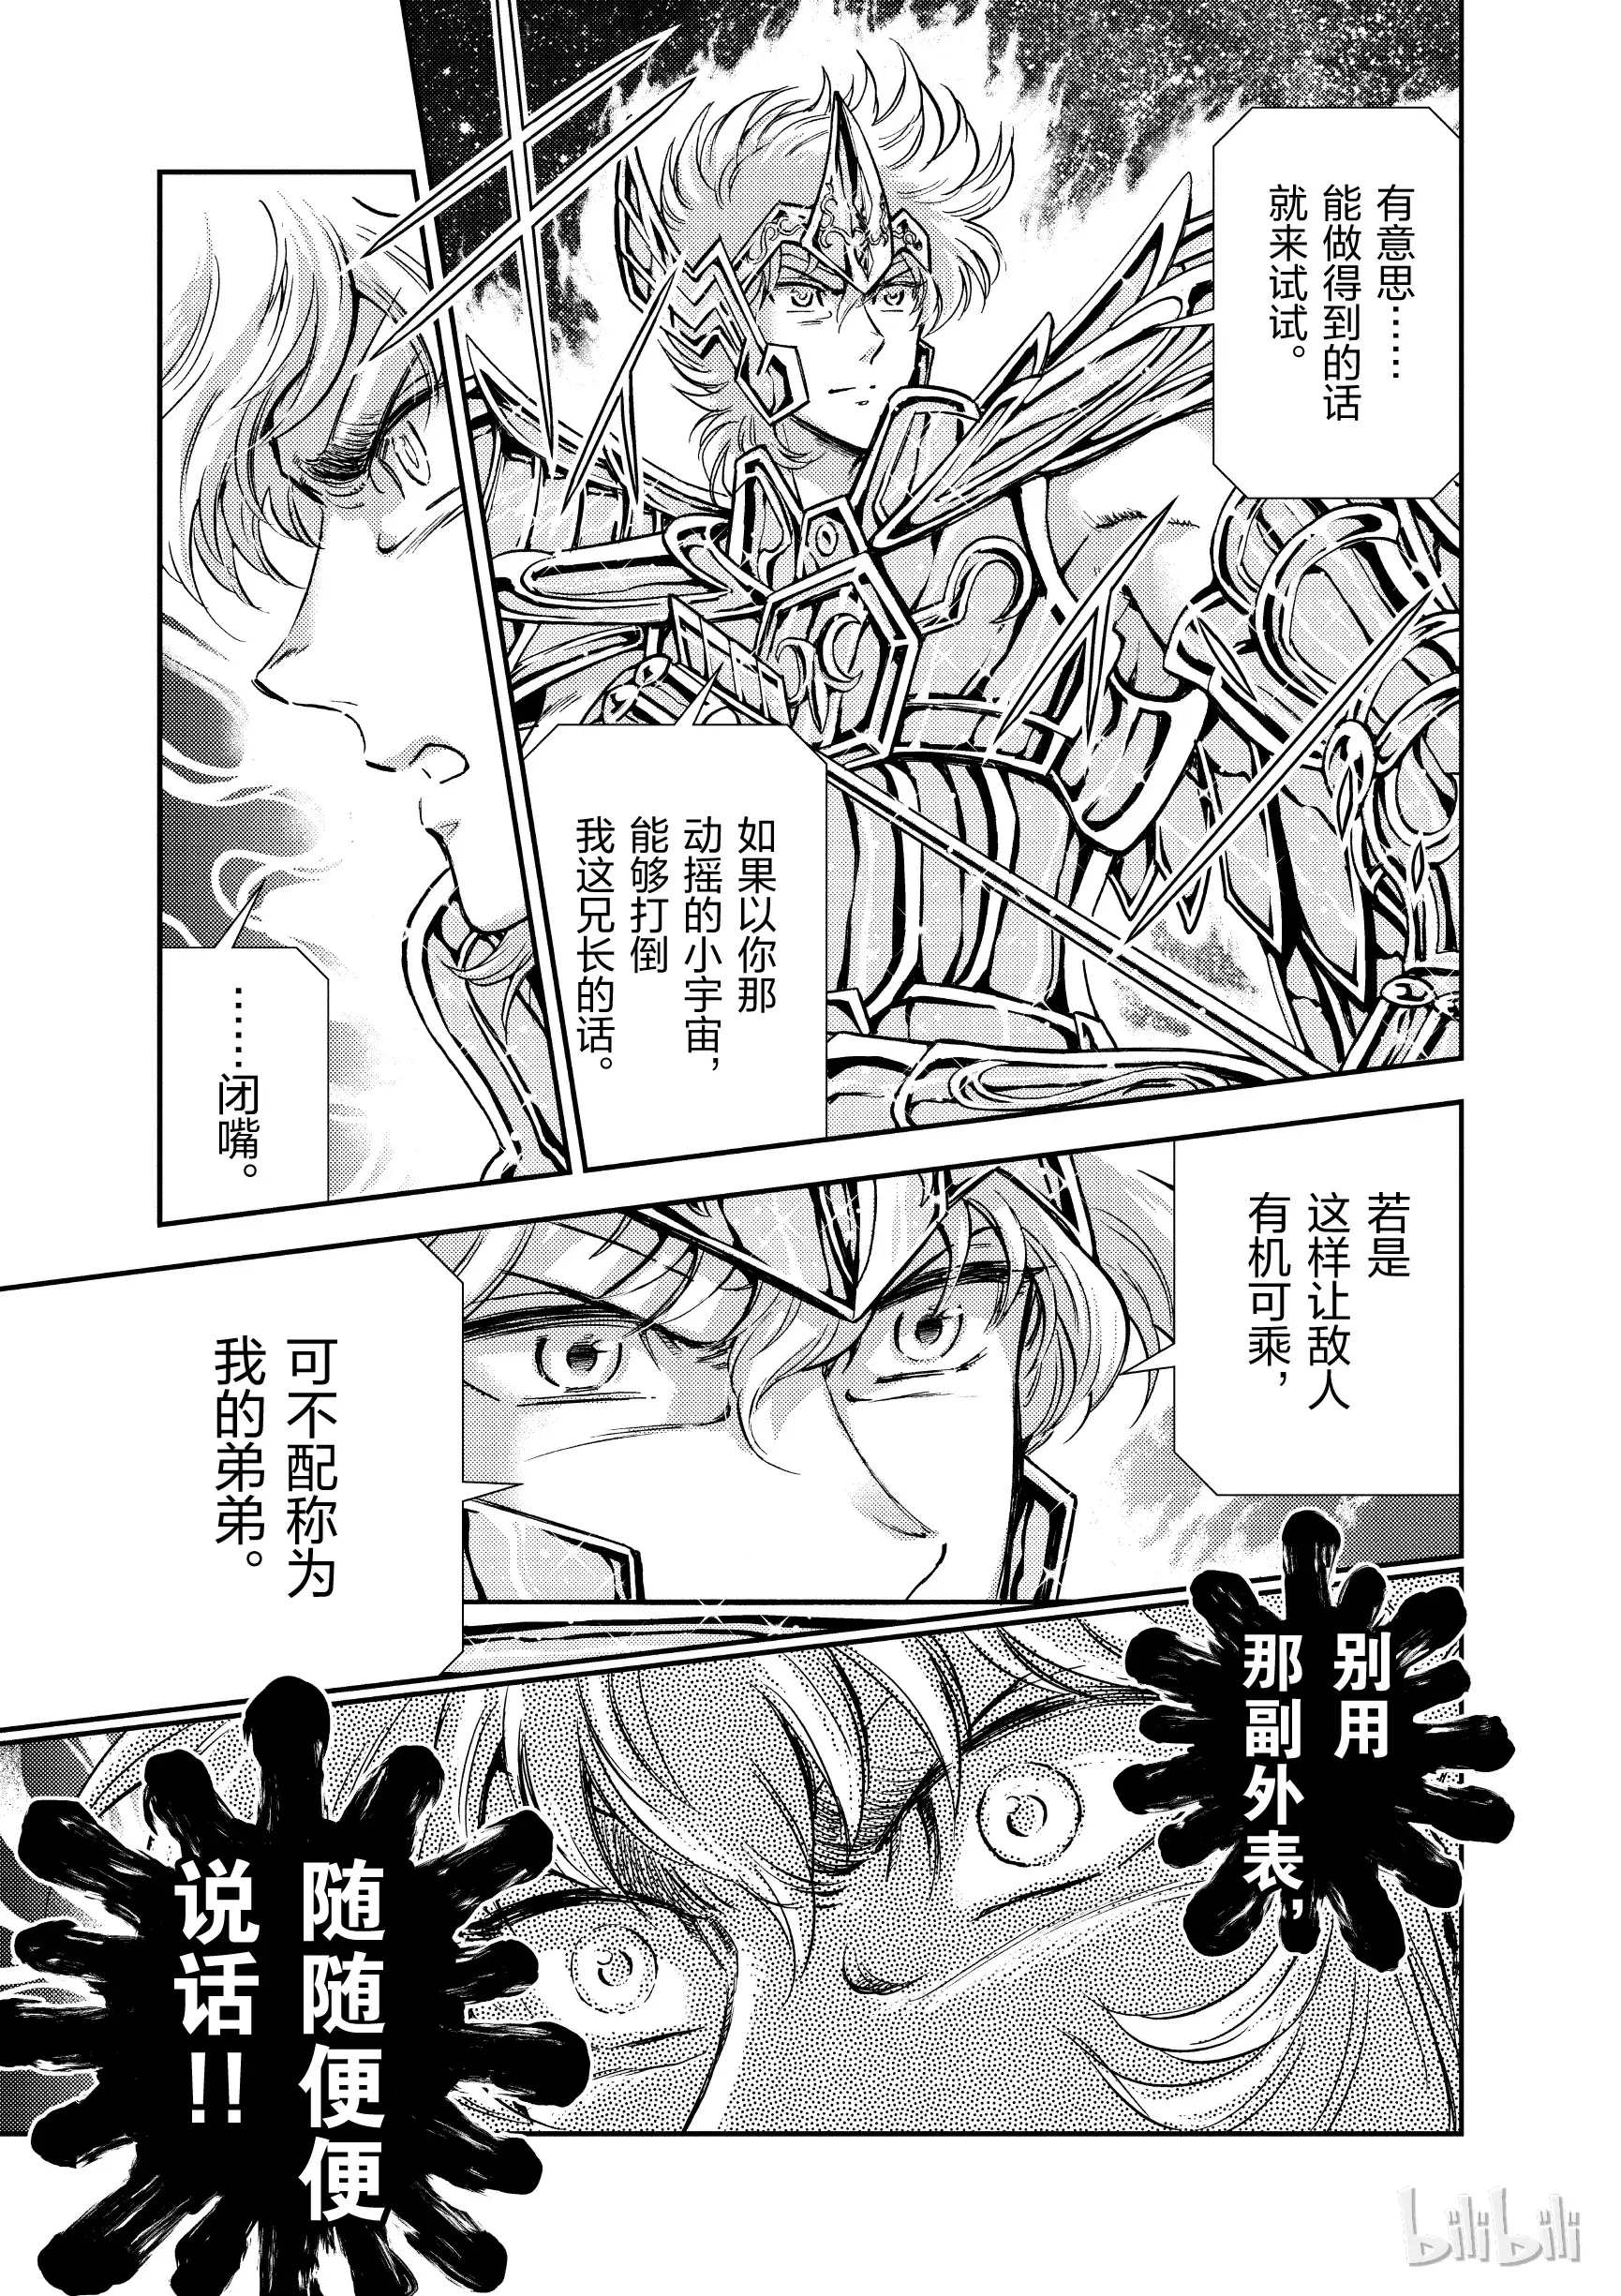 有意思……
能做得到的话
就来试试。
如果以你那
动摇的小宇宙，
能够打倒
我这兄长的话。
……闭嘴。
若是
这样让敌人
有机可乘，
可不配称为
我的弟弟。
别用
那副外表，
随随便便
说话！！
bilibili